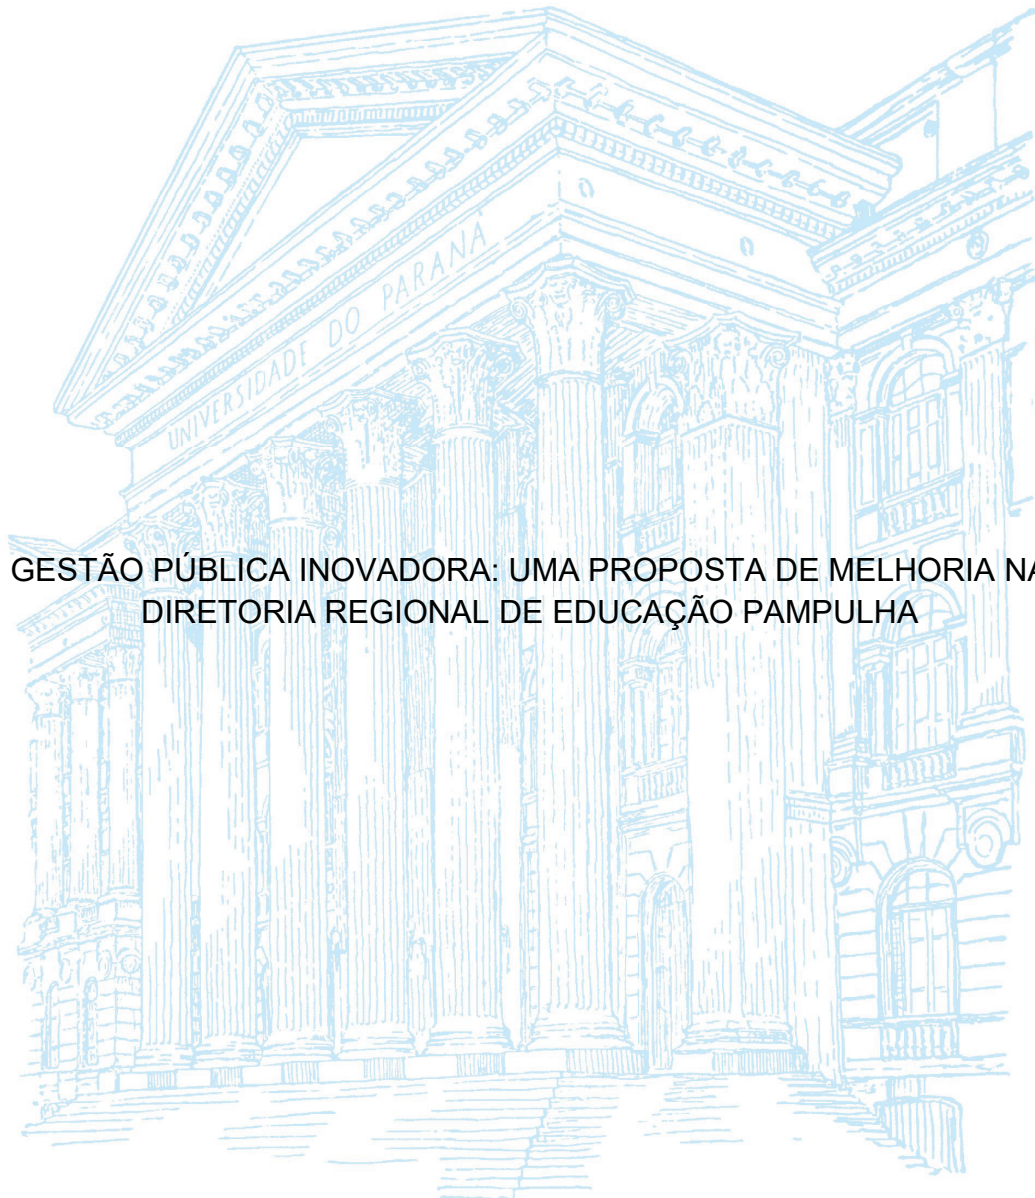 UNIVERSIDADE DO PARANÁ
GESTÃO PÚBLICA INOVADORA: UMA PROPOSTA DE MELHORIA NA
DIRETORIA REGIONAL DE EDUCAÇÃO PAMPULHA